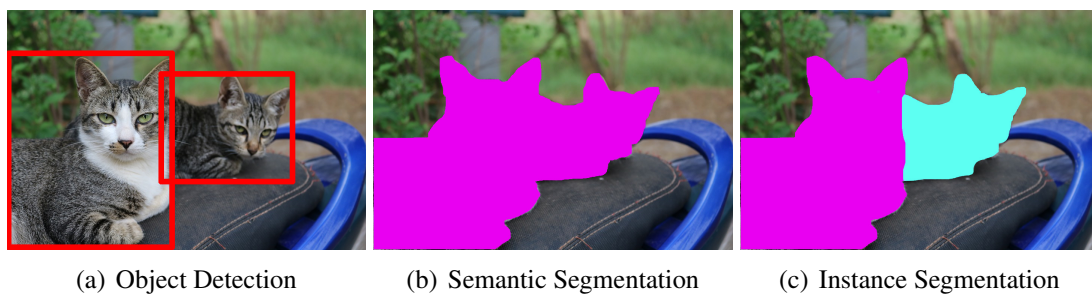 (a) Object Detection
(b) Semantic Segmentation
(c) Instance Segmentation